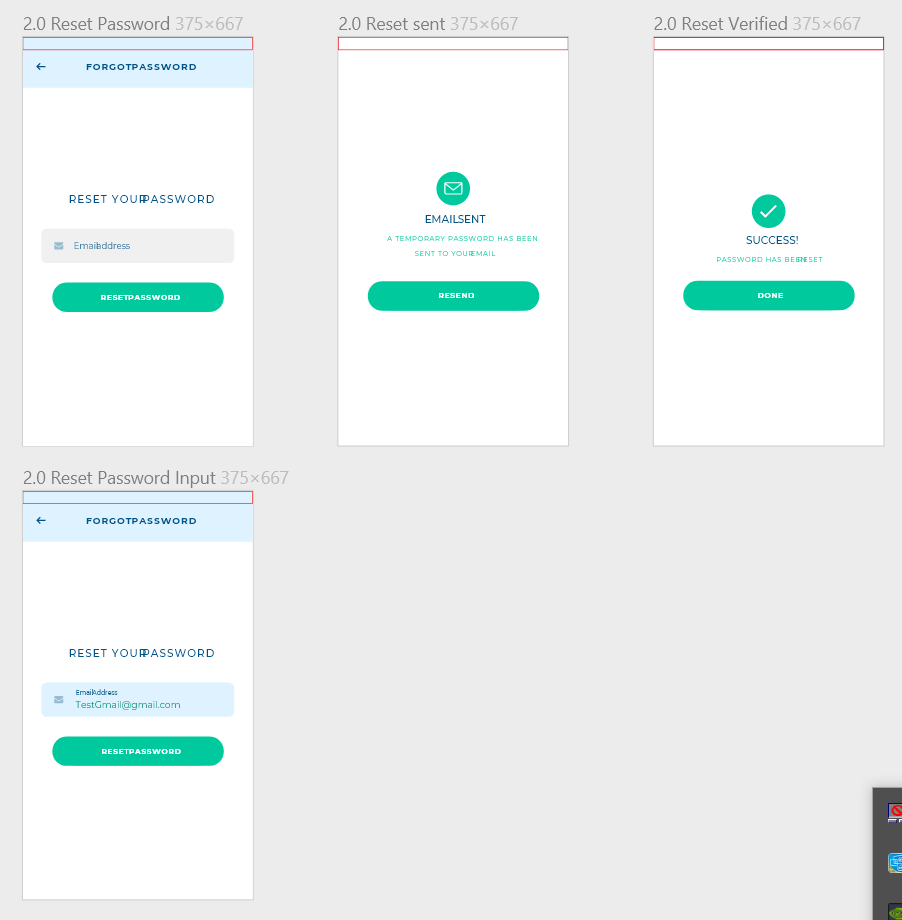 2.0 Reset Password 375×667
FORGOTPASSWORD
RESET YOURPASSWORD
Emailaddress
RESETPASSWORD
2.0 Reset sent 375×667
EMAILSENT
A TEMPORARY PASSWORD HAS BEEN
SENT TO YOUREMAIL
RESEND
2.0 Reset Verified 375×667
SUCCESS!
PASSWORD HAS BEENRESET
DONE
2.0 Reset Password Input 375×667
FORGOTPASSWORD
RESET YOURPASSWORD
EmailAddress
TestGmail@gmail.com
RESETPASSWORD